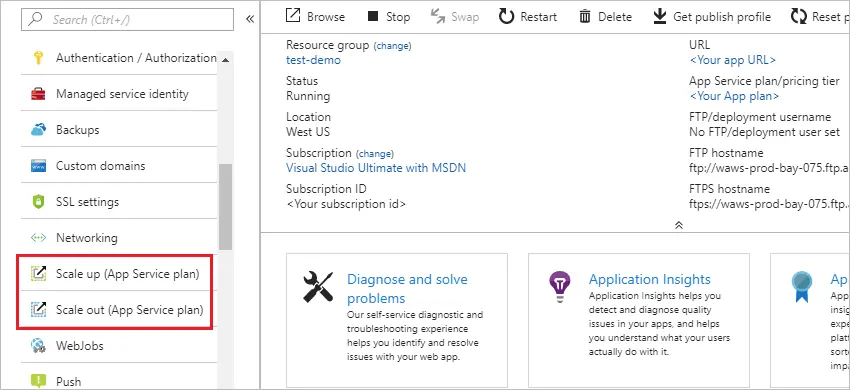 Search (Ctrl+/)
«
Authentication / Authorization
Managed service identity
Backups
Custom domains
SSL settings
Networking
Scale up (App Service plan)
Scale out (App Service plan)
WebJobs
Push
Browse
Stop
Swap
Restart
Delete
Get publish profile
Reset p
Resource group (change)
test-demo
Status
Running
Location
West US
Subscription (change)
Visual Studio Ultimate with MSDN
Subscription ID
<Your subscription id>
URL
<Your app URL>
App Service plan/pricing tier
<Your App plan>
FTP/deployment username
No FTP/deployment user set
FTP hostname
ftp://waws-prod-bay-075.ftp.a
FTPS hostname
ftps://waws-prod-bay-075.ftp.
Diagnose and solve
problems
Our self-service diagnostic and
troubleshooting experience
helps you identify and resolve
issues with your web app.
Application Insights
Application Insights helps you
detect and diagnose quality
issues in your apps, and helps
you understand what your users
actually do with it.
Ap
App
insig
expe
platf
sorte
impa